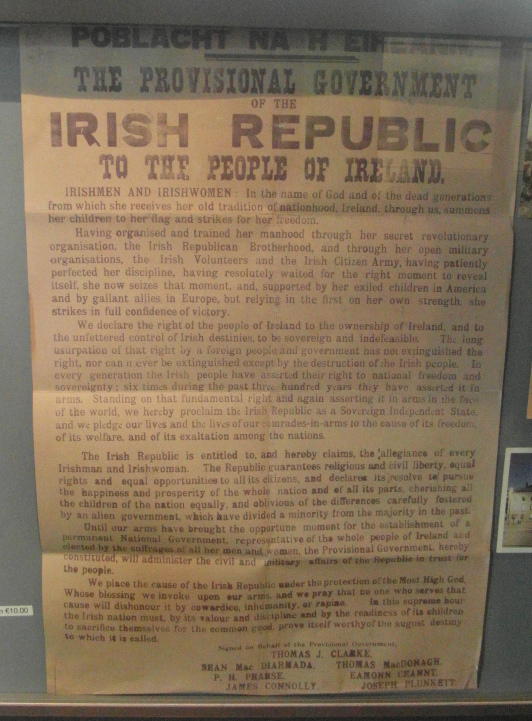 POBLACHT NA H EIREANN.
THE PROVISIONAL GOVERNMENT
OF THE
IRISH REPUBLIC
TO THE PEOPLE OF IRELAND.
IRISHMEN AND IRISHWOMEN: In the name of God and of the dead generations
from which she receives her old tradition of nationhood, Ireland, through us, summons
her children to her flag and strikes for her freedom.
Having organised and trained her manhood through her secret revolutionary
organisation, the Irish Republican Brotherhood, and through her open military
organisations, the Irish Volunteers and the Irish Citizen Army, having patiently
perfected her discipline, having resolutely waited for the right moment to reveal
itself, she now seizes that moment, and, supported by her exiled children in America
and by gallant allies in Europe, but relying in the first on her own strength, she
strikes in full confidence of victory.
We declare the right of the people of Ireland to the ownership of Ireland, and to
the unfettered control of Irish destinies, to be sovereign and indefeasible. The long
usurpation of that right by a foreign people and government has not extinguished the
right, nor can it ever be extinguished except by the destruction of the Irish people. In
every generation the Irish people have asserted their right to national freedom and
sovereignty; six times during the past three hundred years they have asserted it in
arms. Standing on that fundamental right and again asserting it in arms in the face
of the world, we hereby proclaim the Irish Republic as a Sovereign Independent State,
and we pledge our lives and the lives of our comrades-in-arms to the cause of its freedom,
of its welfare, and of its exaltation among the nations.
The Irish Republic is entitled to, and hereby claims, the allegiance of every
Irishman and Irishwoman. The Republic guarantees religious and civil liberty, equal
rights and equal opportunities to all its citizens, and declares its resolve to pursue
the happiness and prosperity of the whole nation and of all its parts, cherishing all
the children of the nation equally, and oblivious of the differences carefully fostered
by an alien government, which have divided a minority from the majority in the past.
Until our arms have brought the opportune moment for the establishment of a
permanent National Government, representative of the whole people of Ireland and
elected by the suffrages of all her men and women, the Provisional Government, hereby
constituted, will administer the civil and military affairs of the Republic in trust for
the people.
We place the cause of the Irish Republic under the protection of the Most High God,
Whose blessing we invoke upon our arms, and we pray that no one who serves that
cause will dishonour it by cowardice, inhumanity, or rapine. In this supreme hour
the Irish nation must, by its valour and discipline and by the readiness of its children
to sacrifice themselves for the common good, prove itself worthy of the august destiny
to which it is called.
Signed on Behalf of the Provisional Government,
THOMAS J. CLARKE,
SEAN Mac DIARMADA, THOMAS MacDONAGH,
P. H. PEARSE, EAMONN CEANNT,
JAMES CONNOLLY, JOSEPH PLUNKETT.
€10.00